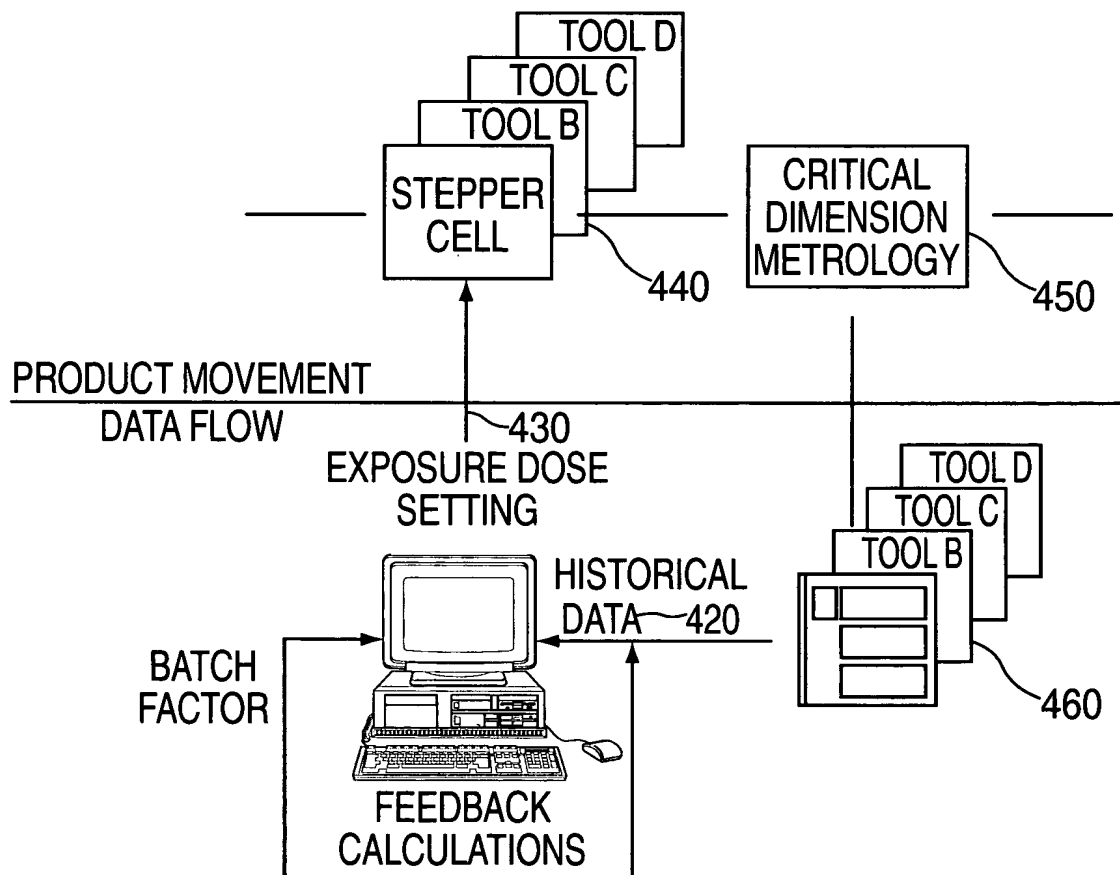 TOOL D
TOOL C
TOOL B
STEPPER
CELL
440
CRITICAL
DIMENSION
METROLOGY
450
PRODUCT MOVEMENT
DATA FLOW
430
EXPOSURE DOSE
SETTING
TOOL D
TOOL C
TOOL B
460
HISTORICAL
DATA 420
BATCH
FACTOR
FEEDBACK
CALCULATIONS